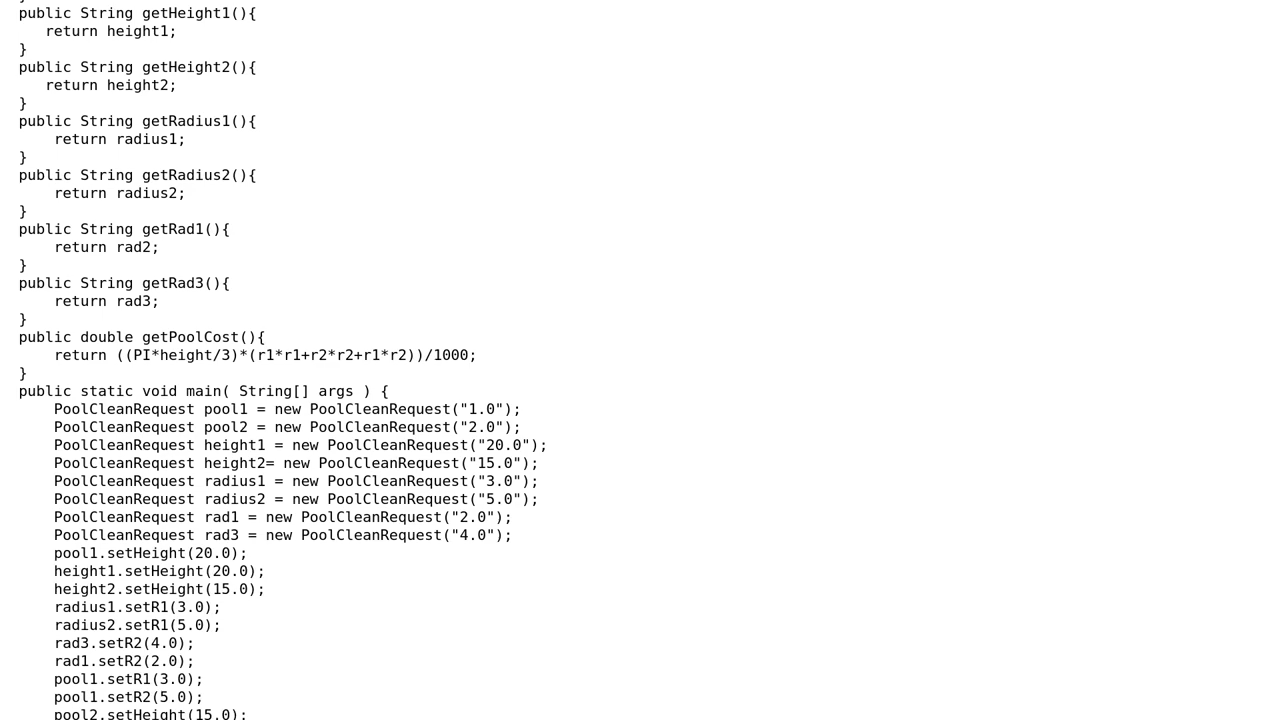 public String getHeight1(){
return height1;
}
public String getHeight2(){
return height2;
}
public String getRadius1(){
return radius1;
}
public String getRadius2(){
return radius2;
}
public String getRad1(){
return rad2;
}
public String getRad3(){
return rad3;
}
public double getPoolCost(){
return ((PI*height/3)*(r1*r1+r2*r2+r1*r2))/1000;
}
public static void main( String[] args ) {
PoolCleanRequest pool1 = new PoolCleanRequest("1.0");
PoolCleanRequest pool2 = new PoolCleanRequest("2.0");
PoolCleanRequest height1 = new PoolCleanRequest("20.0");
PoolCleanRequest height2= new PoolCleanRequest("15.0");
PoolCleanRequest radius1 = new PoolCleanRequest("3.0");
PoolCleanRequest radius2 = new PoolCleanRequest("5.0");
PoolCleanRequest rad1 = new PoolCleanRequest("2.0");
PoolCleanRequest rad3 = new PoolCleanRequest("4.0");
pool1.setHeight(20.0);
height1.setHeight(20.0);
height2.setHeight(15.0);
radius1.setR1(3.0);
radius2.setR1(5.0);
rad3.setR2(4.0);
rad1.setR2(2.0);
pool1.setR1(3.0);
pool1.setR2(5.0);
pool2.setHeight(15.0);